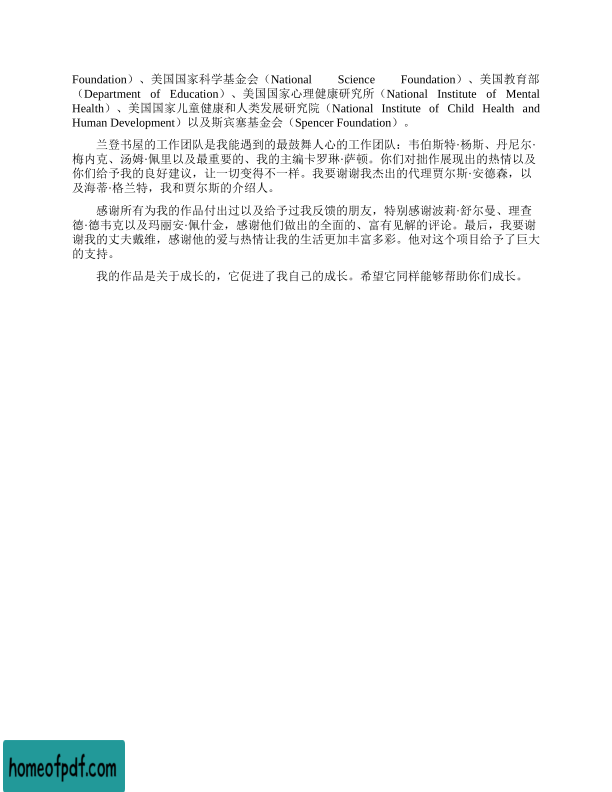 Foundation）、美国国家科学基金会（National Science Foundation）、美国教育部
（Department of Education）、美国国家心理健康研究所（National Institute of Mental
Health）、美国国家儿童健康和人类发展研究院（National Institute of Child Health and
Human Development）以及斯宾塞基金会（Spencer Foundation）。
兰登书屋的工作团队是我能遇到的最鼓舞人心的工作团队：韦伯斯特·杨斯、丹尼尔·
梅内克、汤姆·佩里以及最重要的、我的主编卡罗琳·萨顿。你们对拙作展现出的热情以及
你们给予我的良好建议，让一切变得不一样。我要谢谢我杰出的代理贾尔斯·安德森，以
及海蒂·格兰特，我和贾尔斯的介绍人。
感谢所有为我的作品付出过以及给予过我反馈的朋友，特别感谢波莉·舒尔曼、理查
德·德韦克以及玛丽安·佩什金，感谢他们做出的全面的、富有见解的评论。最后，我要谢
谢我的丈夫戴维，感谢他的爱与热情让我的生活更加丰富多彩。他对这个项目给予了巨大
的支持。
我的作品是关于成长的，它促进了我自己的成长。希望它同样能够帮助你们成长。
homeofpdf.com